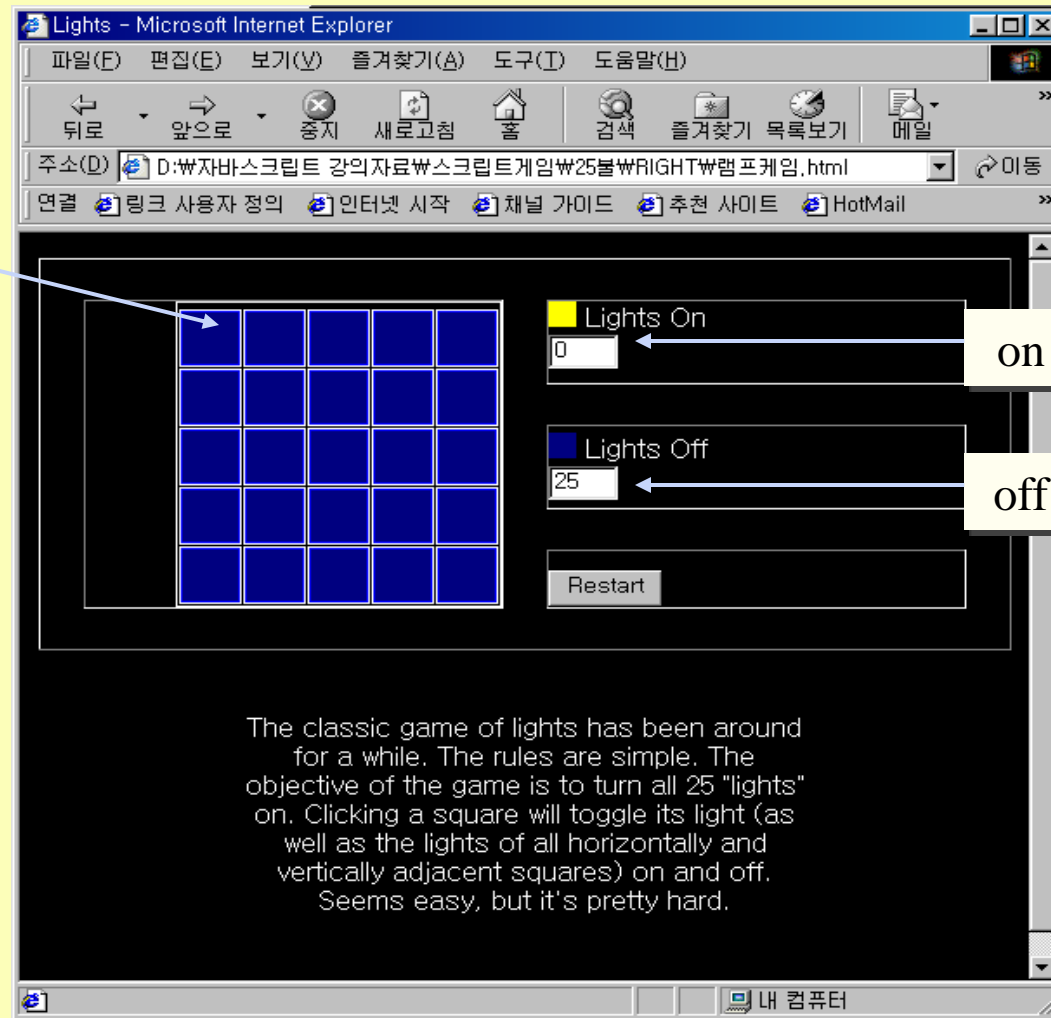 Lights - Microsoft Internet Explorer
파일(F) 편집(E) 보기(V) 즐겨찾기(A) 도구(T) 도움말(H)
뒤로 앞으로 중지 새로고침 홈 검색 즐겨찾기 목록보기 메일 »
주소(D) D:₩자바스크립트 강의자료₩스크립트게임₩25불₩RIGHT₩램프게임.html 이동
연결 링크 사용자 정의 인터넷 시작 채널 가이드 추천 사이트 HotMail »
Lights On
0
on
Lights Off
25
off
Restart
The classic game of lights has been around
for a while. The rules are simple. The
objective of the game is to turn all 25 "lights"
on. Clicking a square will toggle its light (as
well as the lights of all horizontally and
vertically adjacent squares) on and off.
Seems easy, but it's pretty hard.
내 컴퓨터